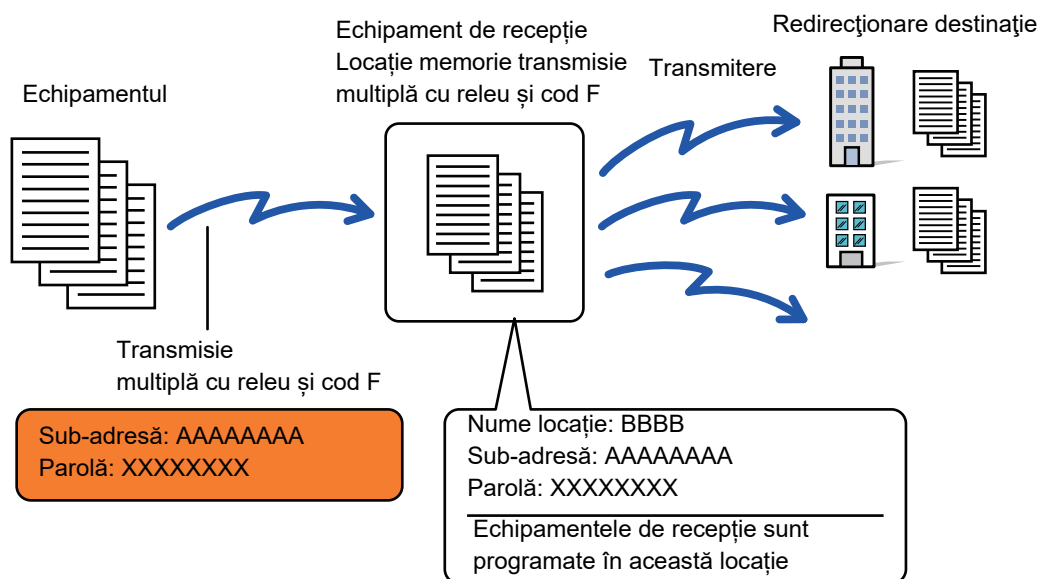 Echipamentul
Echipament de recepție
Locație memorie transmisie
multiplă cu releu și cod F
Transmitere
Redirecţionare destinaţie
Transmisie
multiplă cu releu și cod F
Sub-adresă: AAAAAAAA
Parolă: XXXXXXXX
Nume locație: BBBB
Sub-adresă: AAAAAAAA
Parolă: XXXXXXXX
Echipamentele de recepție sunt
programate în această locație